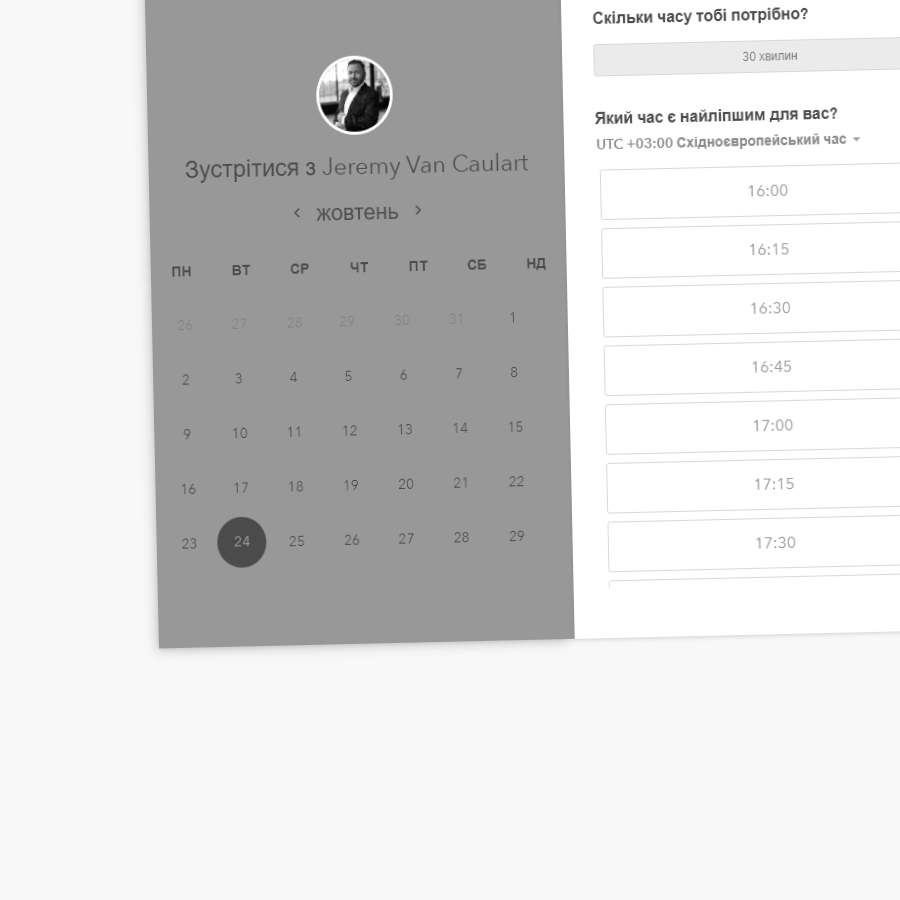 Зустрітися з Jeremy Van Caulart
‹ жовтень ›
ПН ВТ СР ЧТ ПТ СБ НД
26 27 28 29 30 31 1
2 3 4 5 6 7 8
9 10 11 12 13 14 15
16 17 18 19 20 21 22
23 24 25 26 27 28 29
Скільки часу тобі потрібно?
30 хвилин
Який час є найліпшим для вас?
UTC +03:00 Східноєвропейський час
16:00
16:15
16:30
16:45
17:00
17:15
17:30